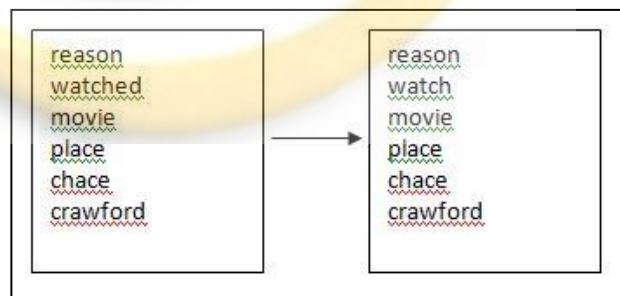 reason
watched
movie
place
chace
crawford
reason
watch
movie
place
chace
crawford